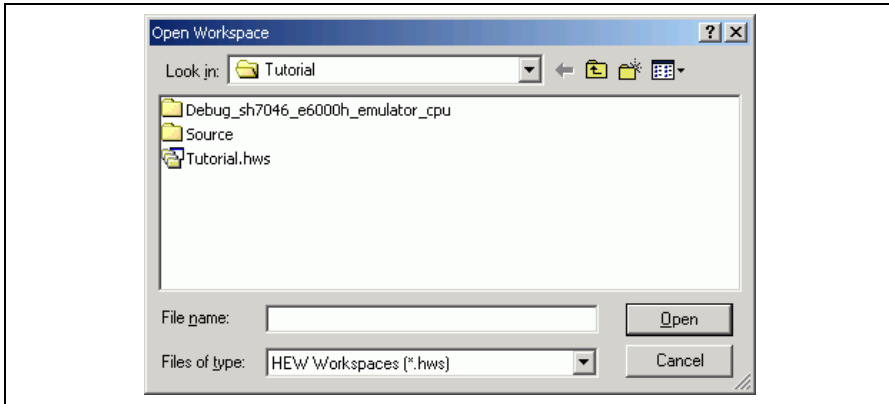 Open Workspace
Look in: Tutorial
Debug_sh7046_e6000h_emulator_cpu
Source
Tutorial.hws
File name:
Open
Files of type: HEW Workspaces (*.hws)
Cancel